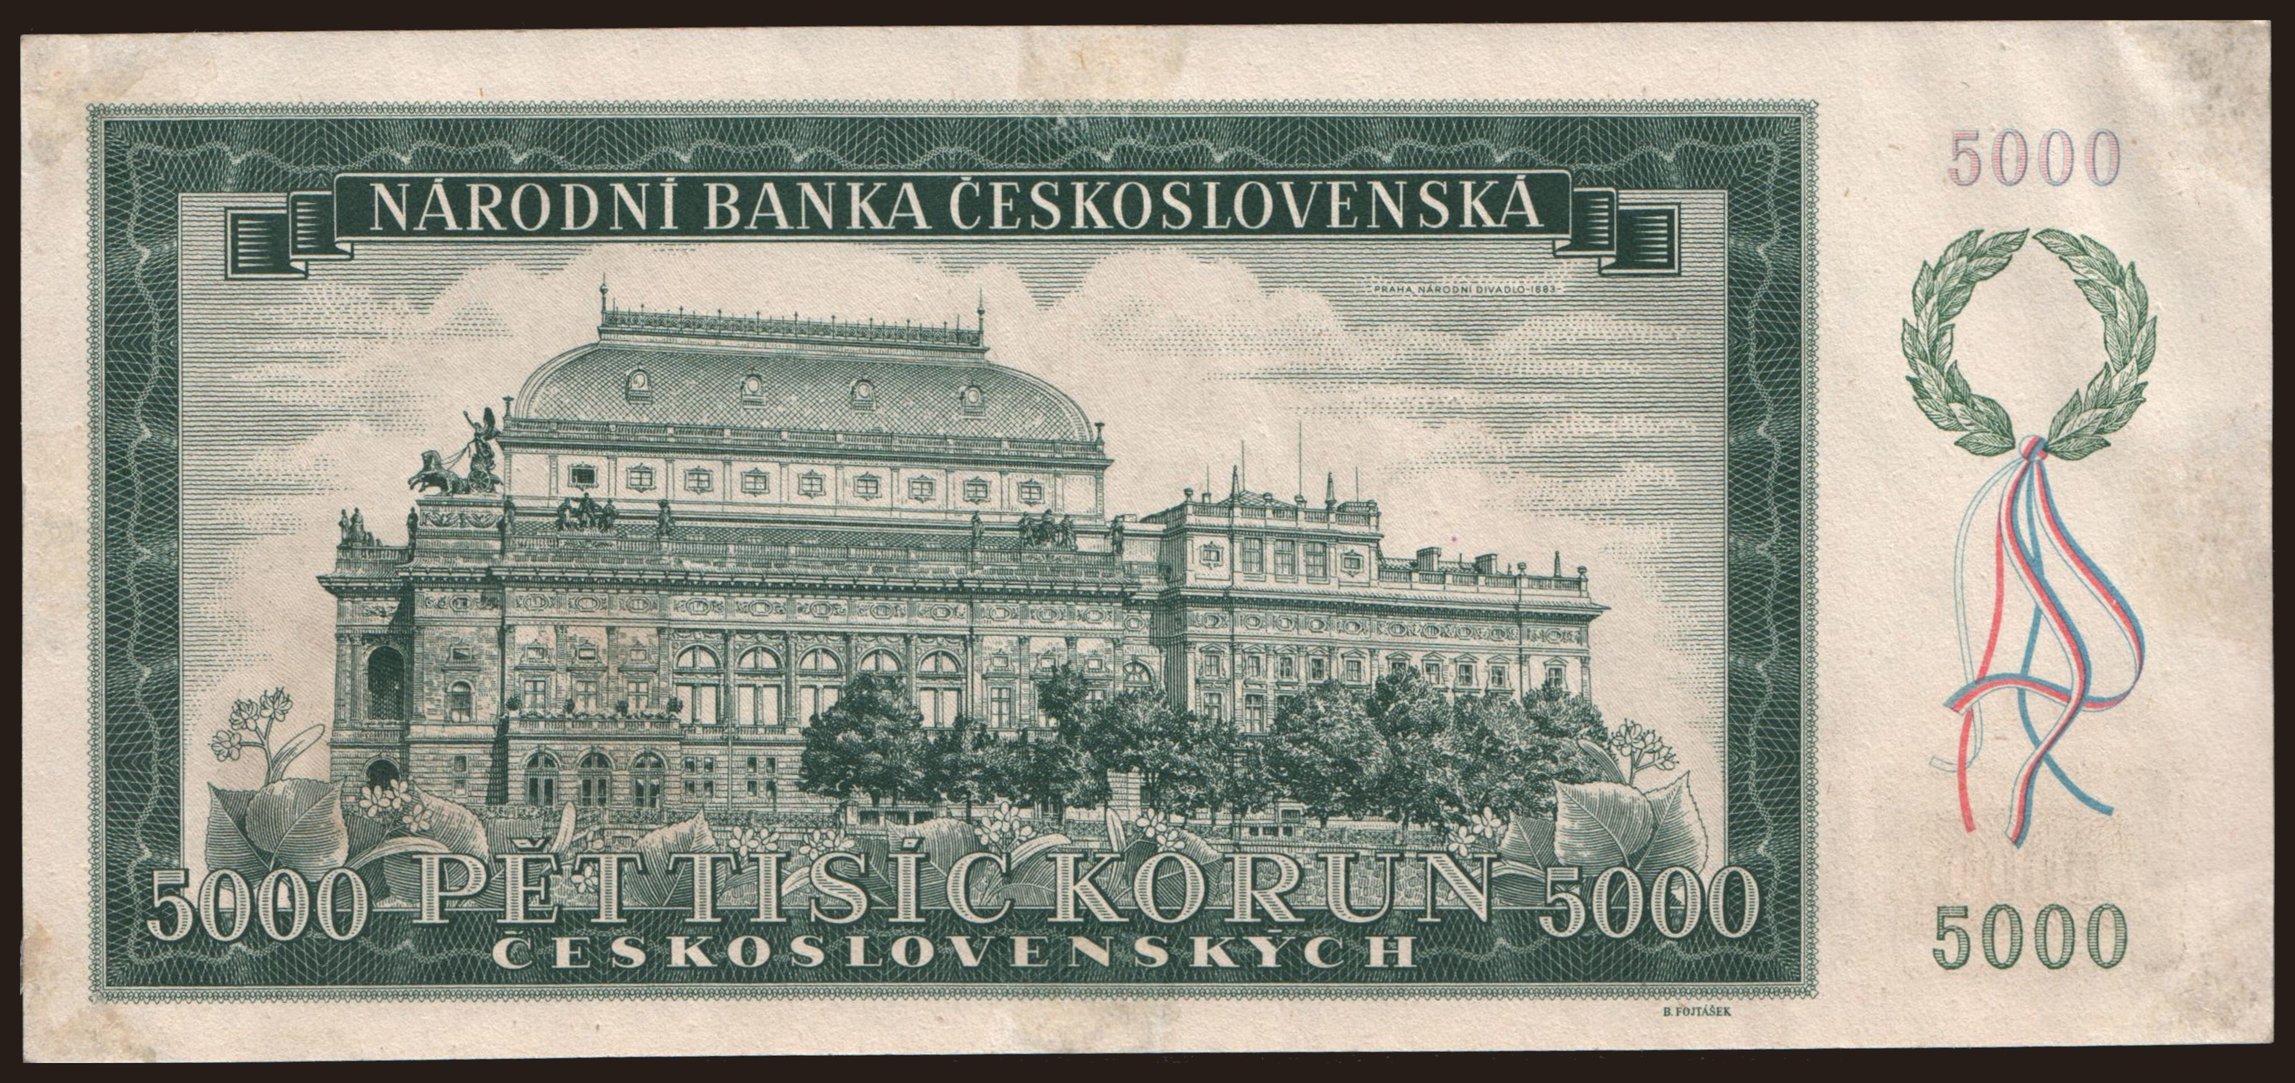 NÁRODNÍ BANKA ČESKOSLOVENSKÁ
5000
PRAHA, NÁRODNÍ DIVADLO-1883-
5000 PĚT TISÍC KORUN 5000
ČESKOSLOVENSKÝCH
5000
B. FOJTÁŠEK